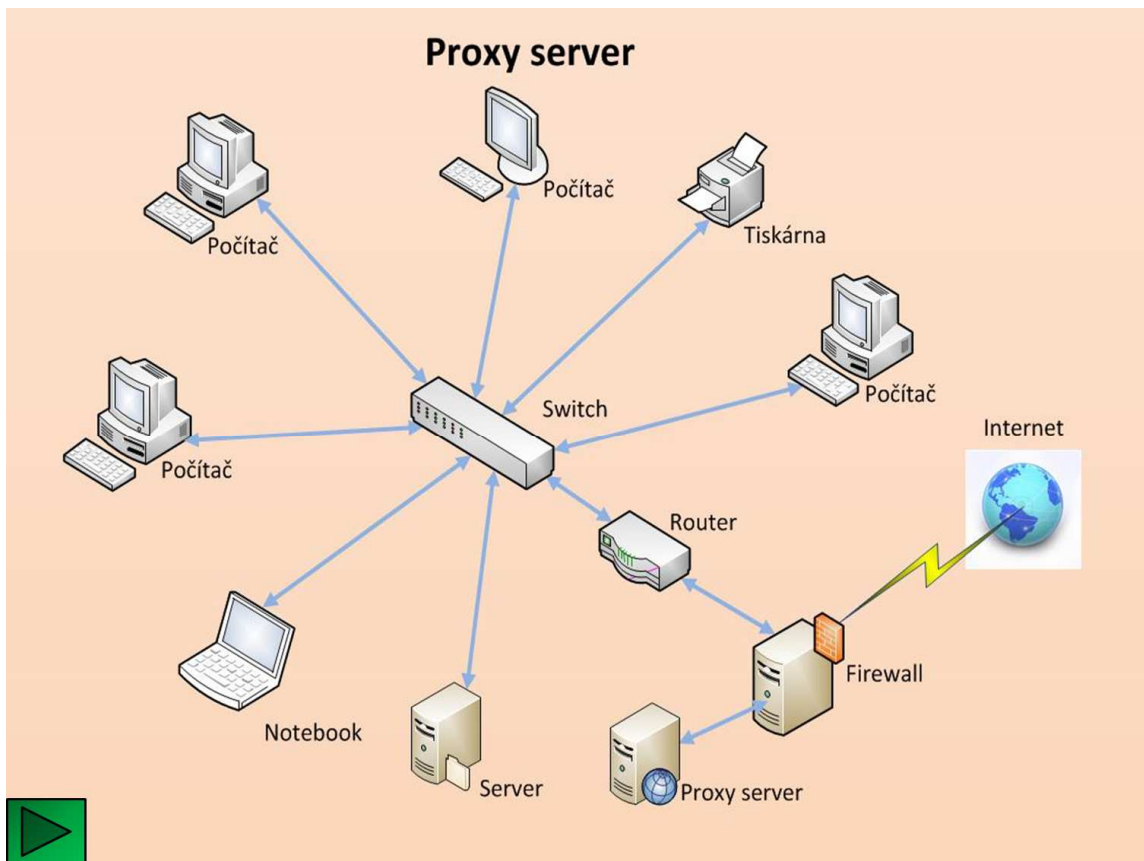 Proxy server
Počítač
Počítač
Tiskárna
Počítač
Switch
Internet
Počítač
Router
Firewall
Notebook
Server
Proxy server